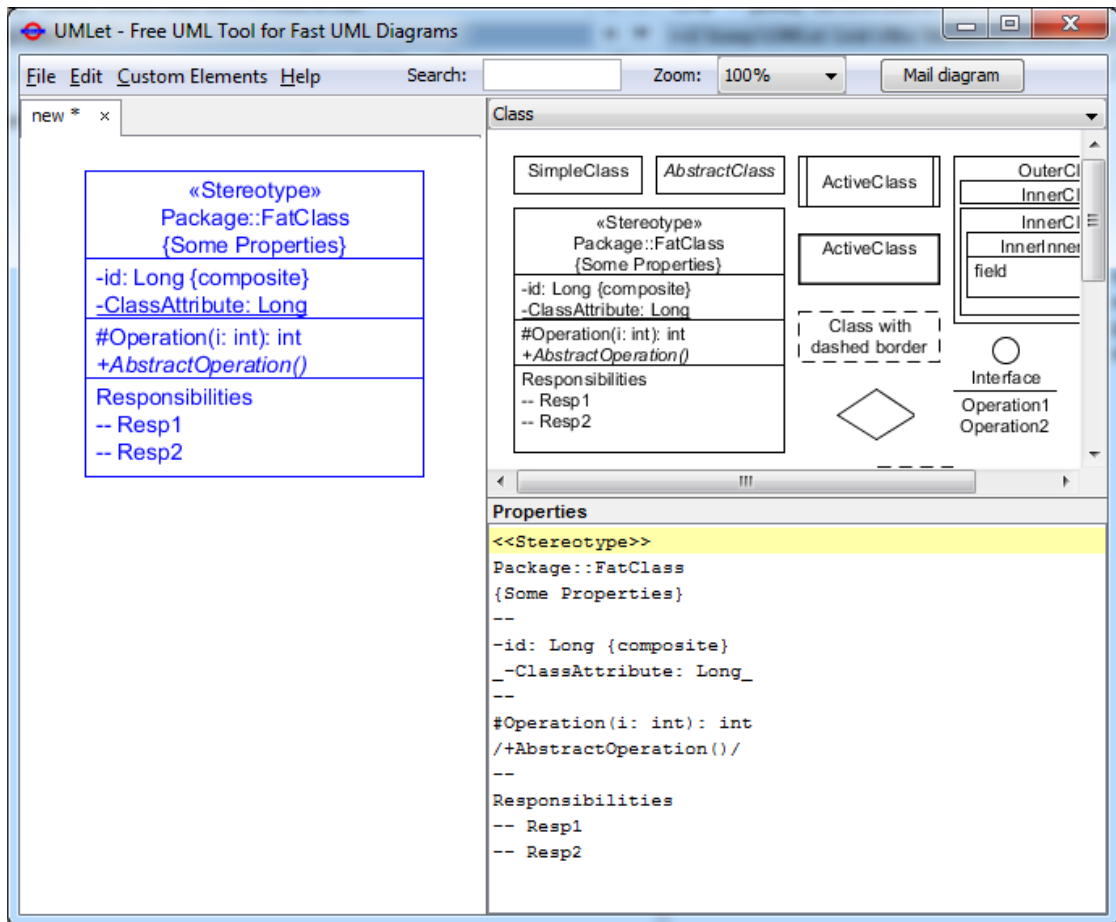 UMLet - Free UML Tool for Fast UML Diagrams
File Edit Custom Elements Help Search: Zoom: 100% Mail diagram
new * ×
«Stereotype»
Package::FatClass
{Some Properties}
-id: Long {composite}
-ClassAttribute: Long
#Operation(i: int): int
+AbstractOperation()
Responsibilities
-- Resp1
-- Resp2
Class
SimpleClass
AbstractClass
ActiveClass
OuterCl
InnerCl
InnerCl
InnerInner
field
«Stereotype»
Package::FatClass
{Some Properties}
-id: Long {composite}
-ClassAttribute: Long
#Operation(i: int): int
+AbstractOperation()
Responsibilities
-- Resp1
-- Resp2
ActiveClass
Class with
dashed border
Interface
Operation1
Operation2
Properties
<<Stereotype>>
Package::FatClass
{Some Properties}
--
-id: Long {composite}
_-ClassAttribute: Long_
--
#Operation(i: int): int
/+AbstractOperation()/
--
Responsibilities
-- Resp1
-- Resp2